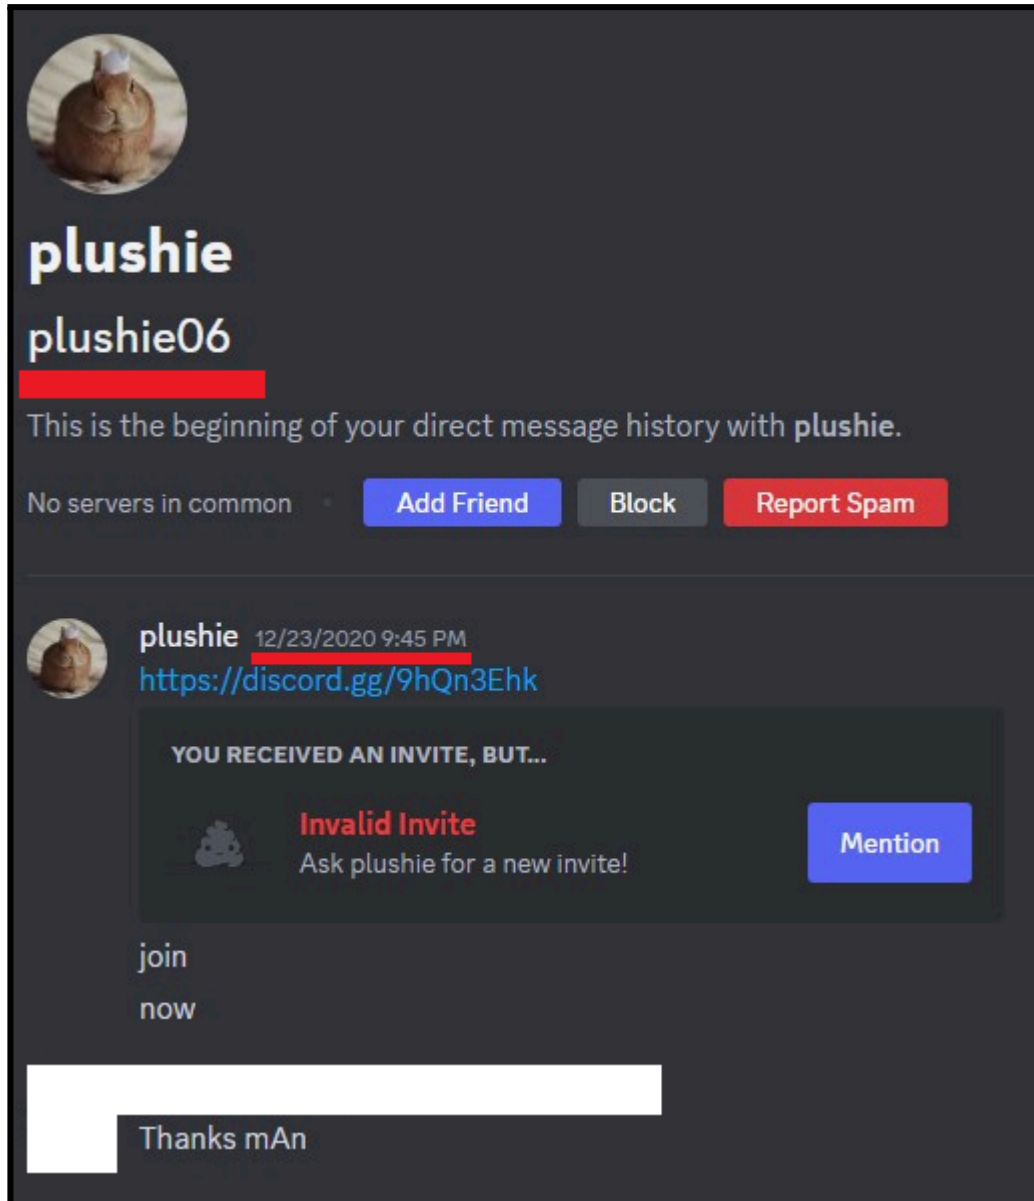 plushie
plushie06
This is the beginning of your direct message history with plushie.
No servers in common
Add Friend
Block
Report Spam
plushie 12/23/2020 9:45 PM
https://discord.gg/9hQn3Ehk
YOU RECEIVED AN INVITE, BUT...
Invalid Invite
Ask plushie for a new invite!
Mention
join
now
Thanks mAn